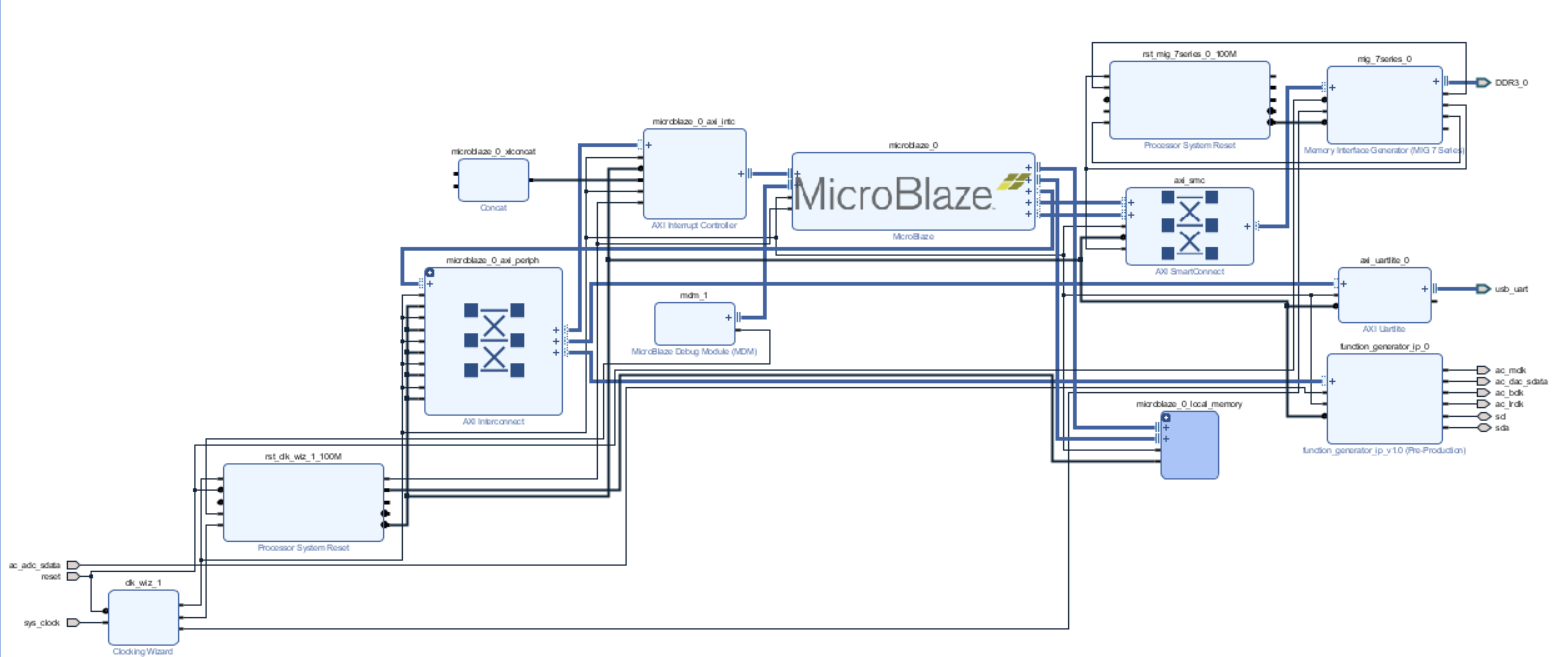 rst_mig_7series_0_100M
Processor System Reset
mig_7series_0
Memory Interface Generator (MIG 7 Series)
DDR3_0
microblaze_0_axi_intc
AXI Interrupt Controller
microblaze_0_xlconcat
Concat
microblaze_0
MicroBlaze
MicroBlaze
axi_smc
AXI SmartConnect
microblaze_0_axi_periph
AXI Interconnect
mdm_1
MicroBlaze Debug Module (MDM)
axi_uartlite_0
AXI Uartlite
usb_uart
function_generator_ip_0
function_generator_ip_v1.0 (Pre-Production)
ac_mclk
ac_dac_sdata
ac_bclk
ac_lrclk
scl
sda
microblaze_0_local_memory
rst_clk_wiz_1_100M
Processor System Reset
ac_adc_sdata
reset
clk_wiz_1
sys_clock
Clocking Wizard